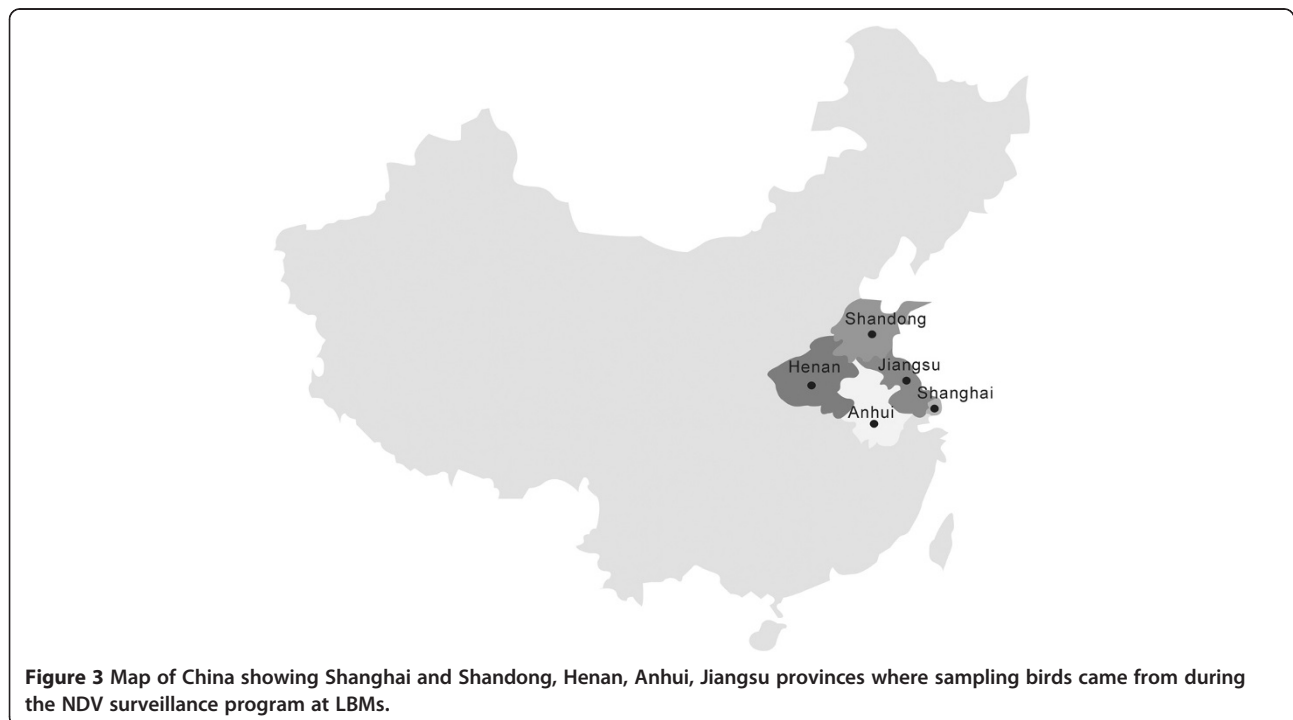 Shandong
Henan
Jiangsu
Shanghai
Anhui
Figure 3 Map of China showing Shanghai and Shandong, Henan, Anhui, Jiangsu provinces where sampling birds came from during
the NDV surveillance program at LBMs.